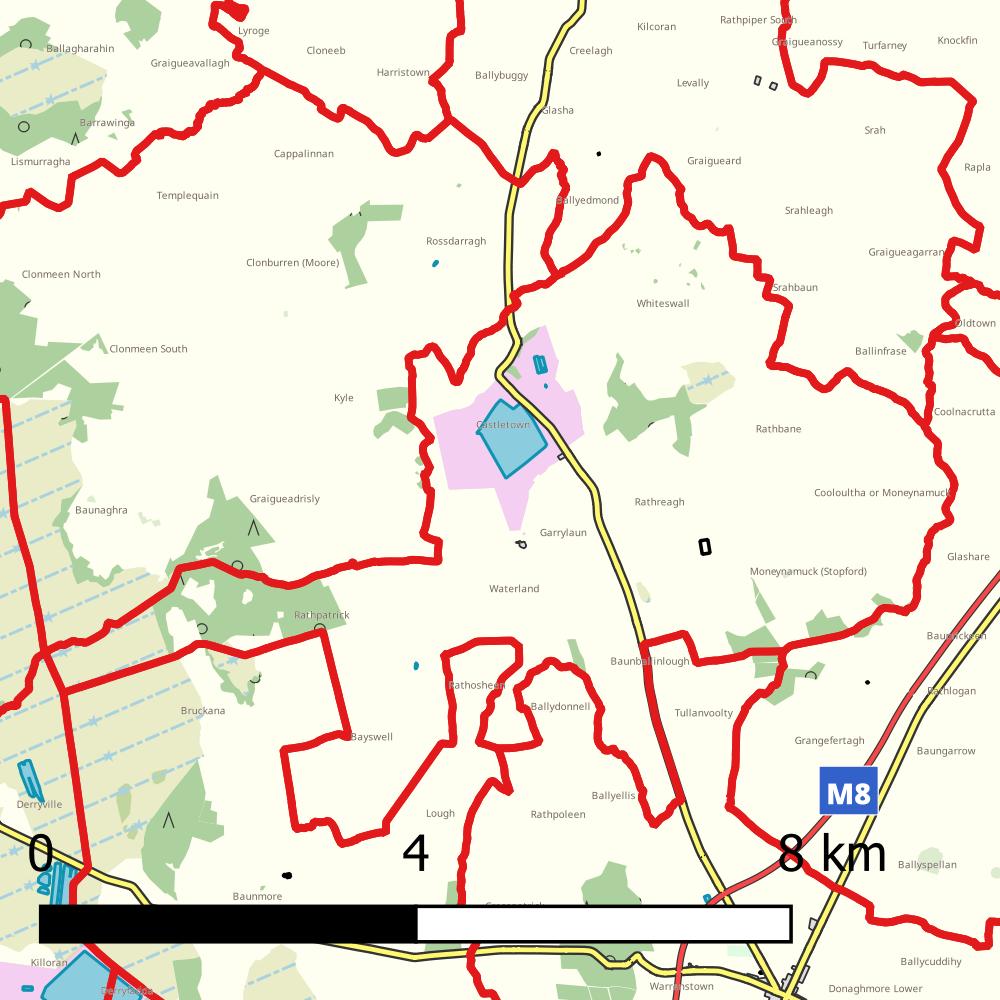 Rathpiper South
Kilcoran
Lyroge
Cloneeb
Creelagh
Graigueanossy
Turfarney
Knockfin
Ballagharahin
Graigueavallagh
Harristown
Ballybuggy
Levally
Glasha
Barrawinga
Srah
Cappalinnan
Lismurragha
Graigueard
Rapla
Templequain
Ballyedmond
Srahleagh
Rossdarragh
Graigueagarran
Clonburren (Moore)
Clonmeen North
Srahbaun
Whiteswall
Oldtown
Clonmeen South
Ballinfrase
Kyle
Coolnacrutta
Castletown
Rathbane
Cooloultha or Moneynamuck
Graigueadrisly
Rathreagh
Baunaghra
Garrylaun
Glashare
Moneynamuck (Stopford)
Waterland
Rathpatrick
Baunrickeen
Baunballinlough
Rathosheen
Rathlogan
Ballydonnell
Bruckana
Tullanvoolty
Bayswell
Grangefertagh
Baungarrow
M8
Ballyellis
Derryville
Lough
Rathpoleen
0
4
8 km
Ballyspellan
Baunmore
Killoran
Ballycuddihy
Warrenstown
Donaghmore Lower
Derryfadda